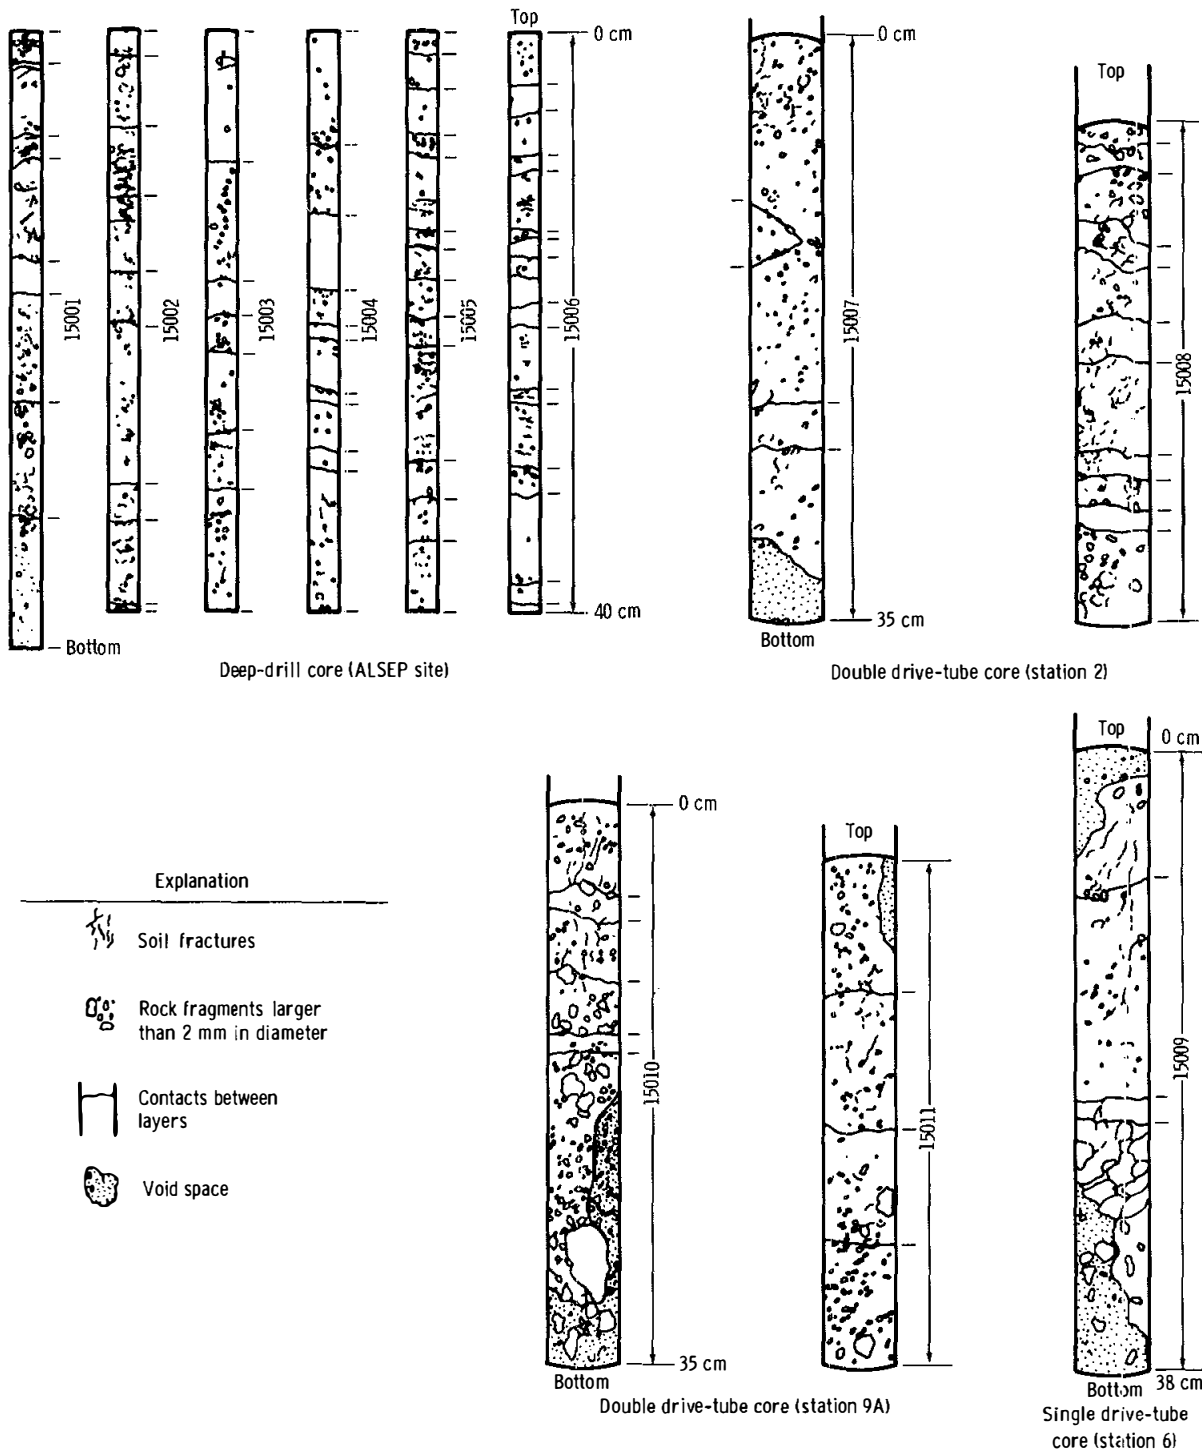 Top
0 cm
15001
15002
15003
15004
15005
15006
40 cm
Bottom
Deep-drill core (ALSEP site)
0 cm
15007
35 cm
Bottom
Top
15008
Double drive-tube core (station 2)
Explanation
Soil fractures
Rock fragments larger
than 2 mm in diameter
Contacts between
layers
Void space
0 cm
15010
35 cm
Bottom
Top
15011
Double drive-tube core (station 9A)
Top
0 cm
15009
Bottom
38 cm
Single drive-tube
core (station 6)